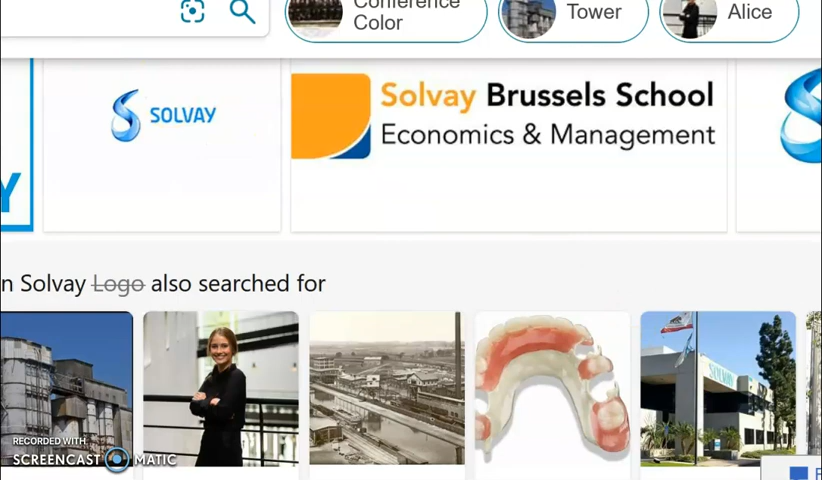 Conference
Color
Tower
Alice
SOLVAY
Solvay Brussels School
Economics & Management
Y
n Solvay Logo also searched for
RECORDED WITH
SCREENCAST MATIC